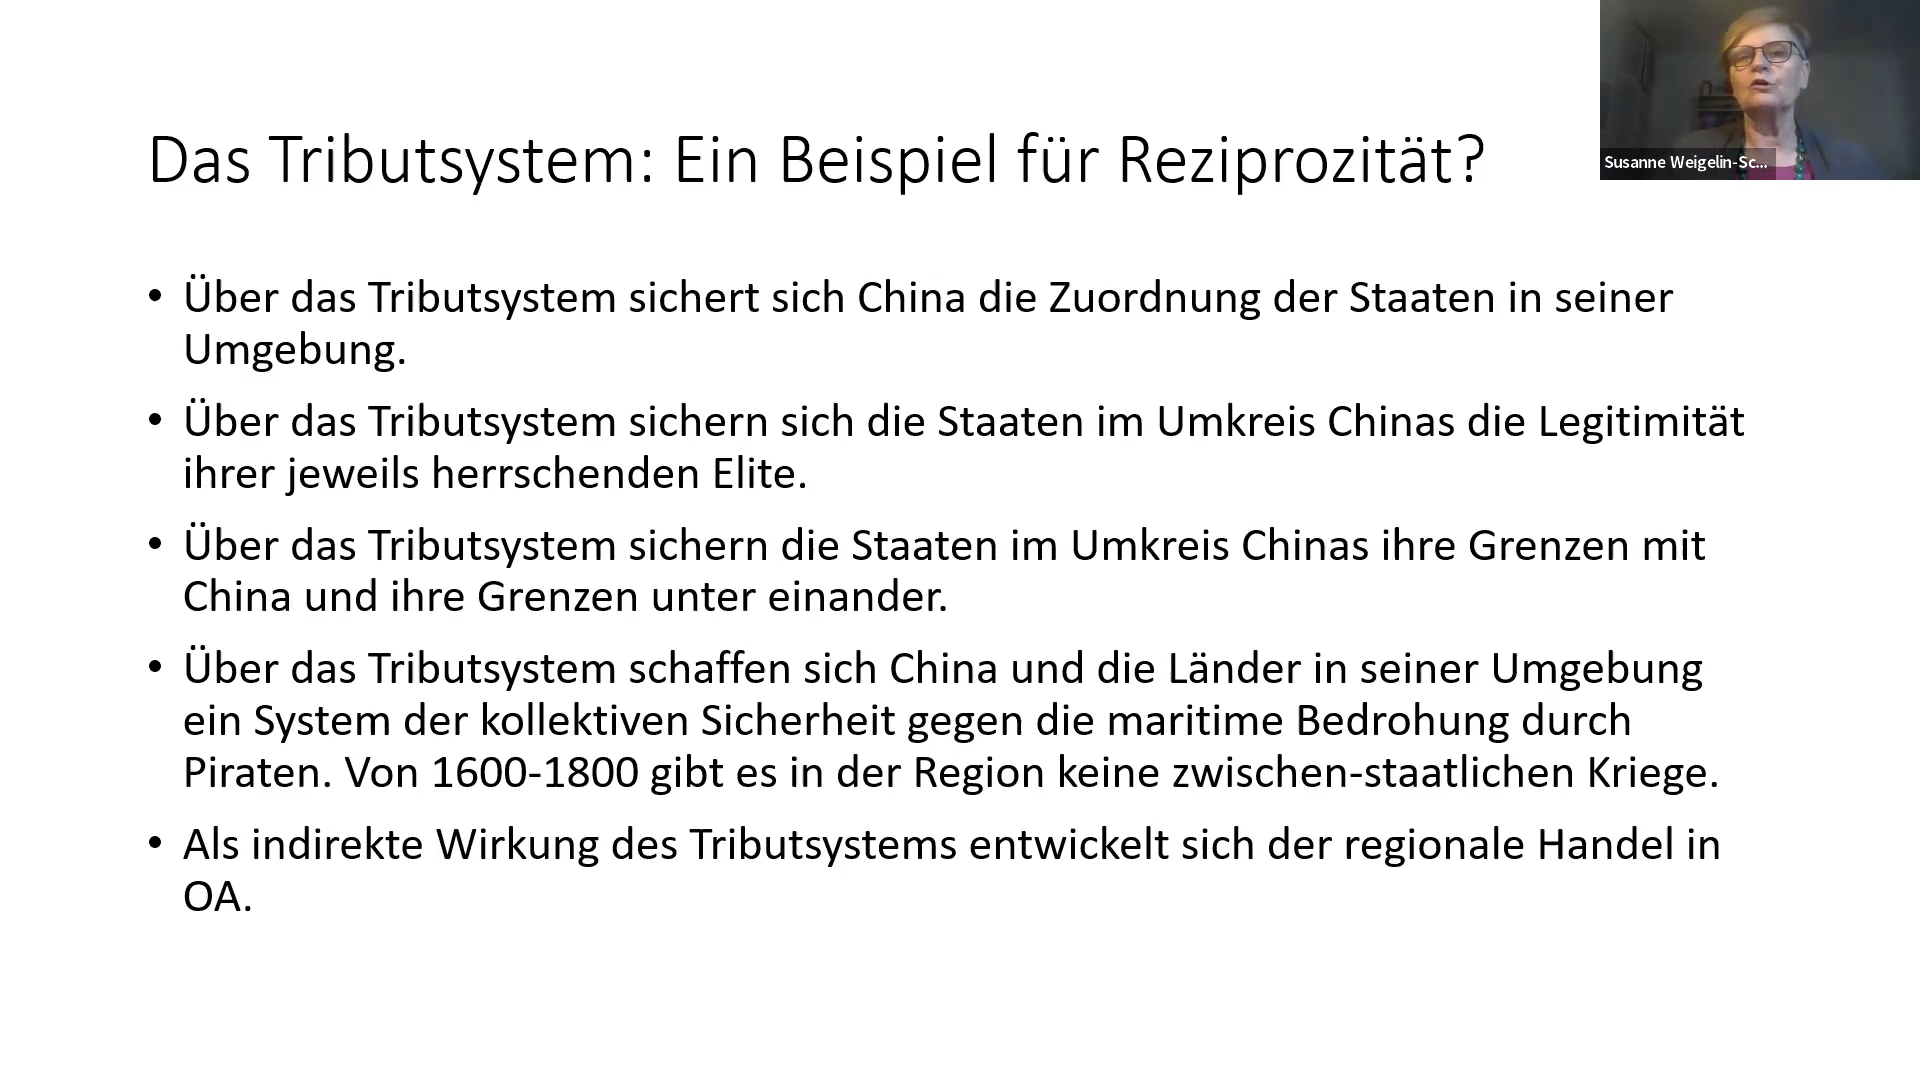 Susanne Weigelin-Sc...
Das Tributsystem: Ein Beispiel für Reziprozität?
• Über das Tributsystem sichert sich China die Zuordnung der Staaten in seiner
Umgebung.
• Über das Tributsystem sichern sich die Staaten im Umkreis Chinas die Legitimität
ihrer jeweils herrschenden Elite.
• Über das Tributsystem sichern die Staaten im Umkreis Chinas ihre Grenzen mit
China und ihre Grenzen unter einander.
• Über das Tributsystem schaffen sich China und die Länder in seiner Umgebung
ein System der kollektiven Sicherheit gegen die maritime Bedrohung durch
Piraten. Von 1600-1800 gibt es in der Region keine zwischen-staatlichen Kriege.
• Als indirekte Wirkung des Tributsystems entwickelt sich der regionale Handel in
OA.